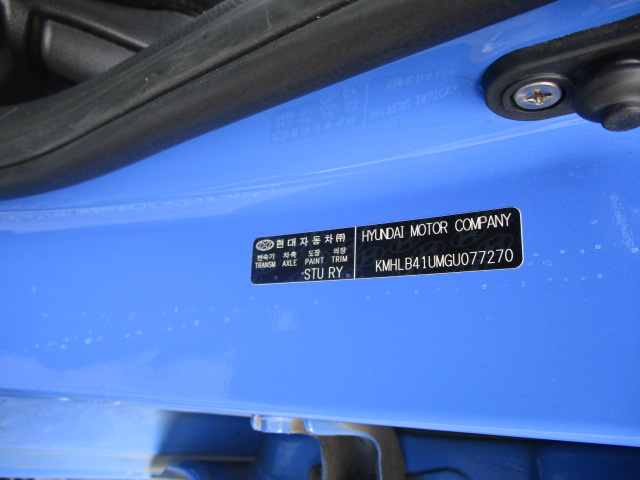 현대자동차㈜
변속기 차축 도장 의장
TRANSM AXLE PAINT TRIM
STU RY
HYUNDAI MOTOR COMPANY
KMHLB41UMGU077270